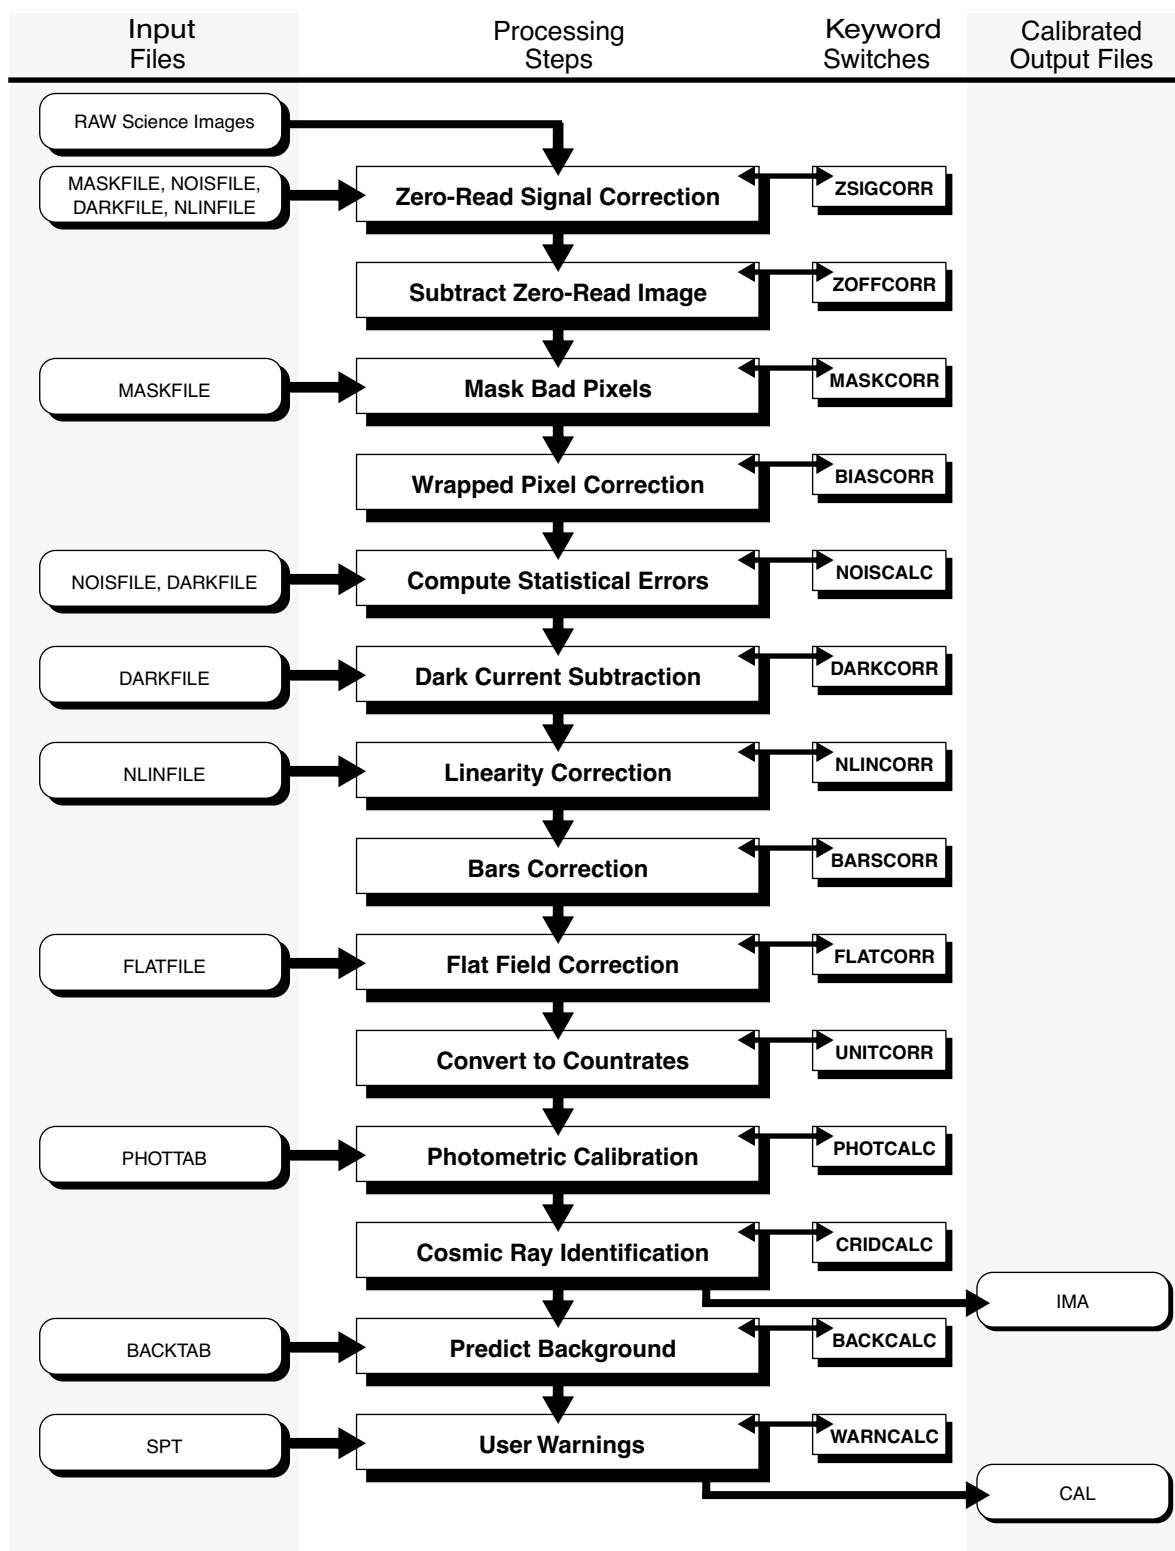 Input
Files
Processing
Steps
Keyword
Switches
Calibrated
Output Files
RAW Science Images
MASKFILE, NOISFILE,
DARKFILE, NLINFILE
Zero-Read Signal Correction
ZSIGCORR
Subtract Zero-Read Image
ZOFFCORR
MASKFILE
Mask Bad Pixels
MASKCORR
Wrapped Pixel Correction
BIASCORR
NOISFILE, DARKFILE
Compute Statistical Errors
NOISCALC
DARKFILE
Dark Current Subtraction
DARKCORR
NLINFILE
Linearity Correction
NLINCORR
Bars Correction
BARSCORR
FLATFILE
Flat Field Correction
FLATCORR
Convert to Countrates
UNITCORR
PHOTTAB
Photometric Calibration
PHOTCALC
Cosmic Ray Identification
CRIDCALC
IMA
BACKTAB
Predict Background
BACKCALC
SPT
User Warnings
WARNCALC
CAL